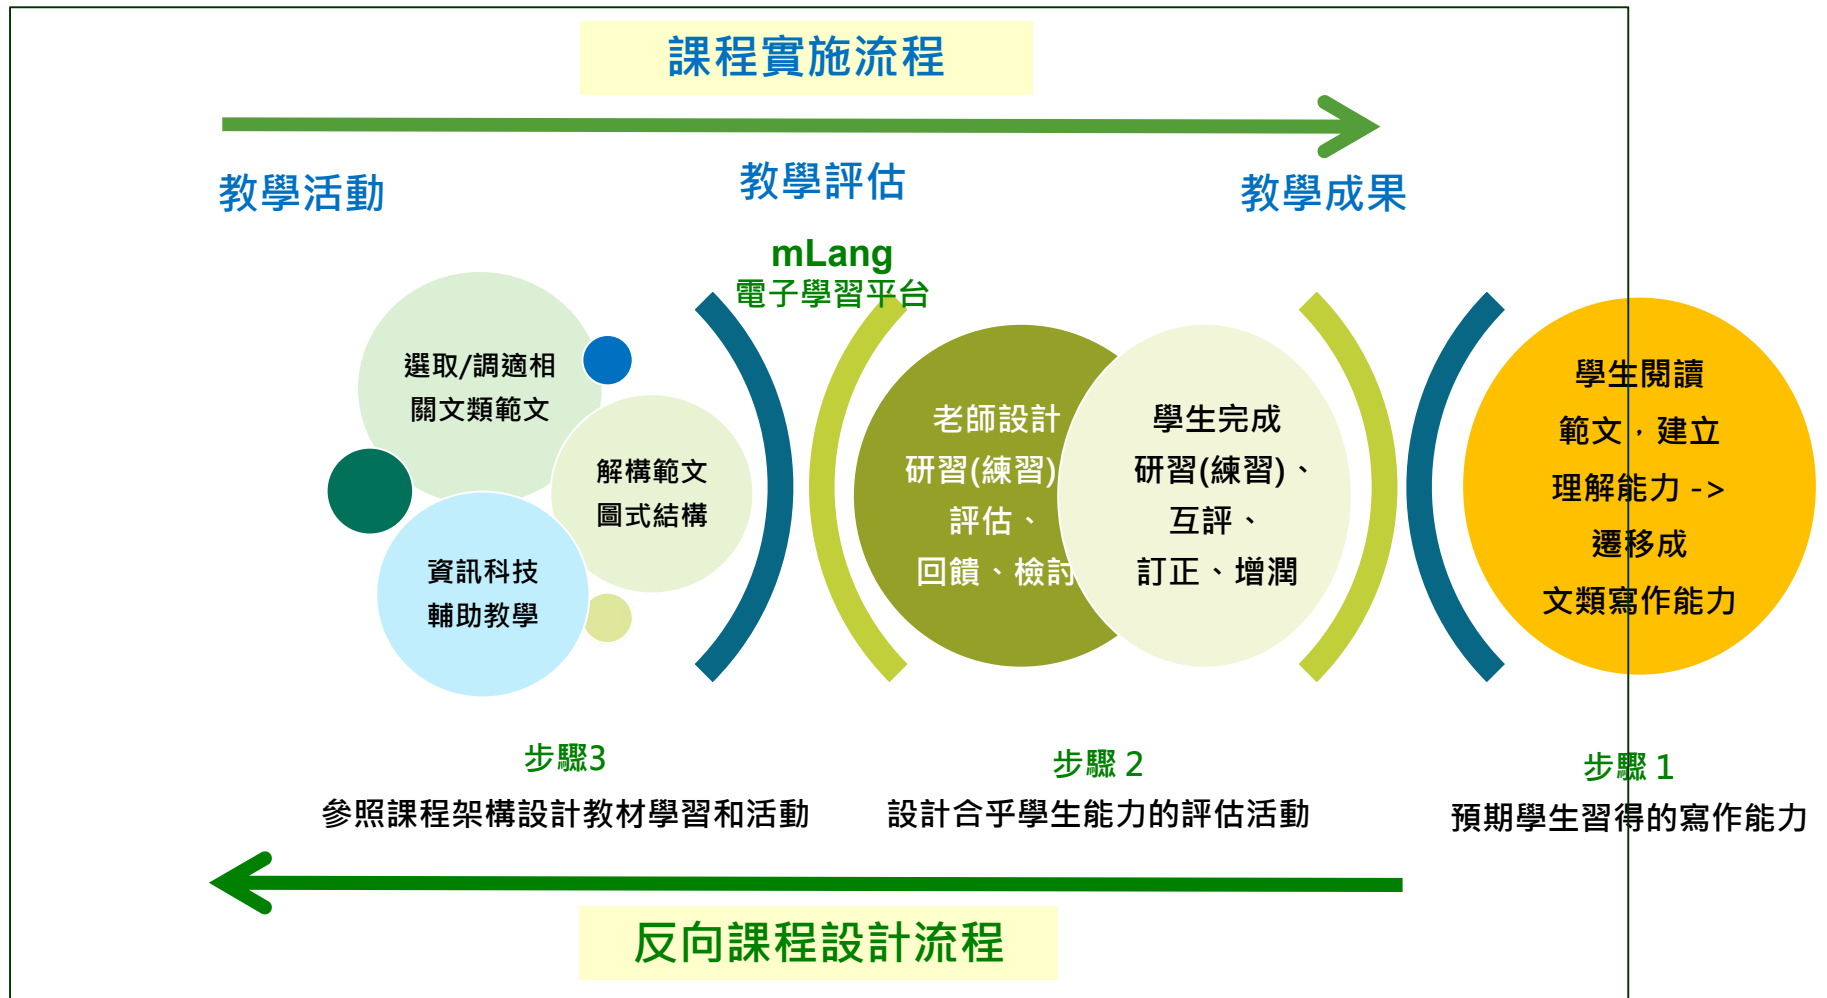 課程實施流程
教學活動
教學評估
教學成果
mLang
電子學習平台
選取/調適相
關文類範文
解構範文
圖式結構
資訊科技
輔助教學
老師設計
研習(練習)
評估、
回饋、檢討
學生完成
研習(練習)、
互評、
訂正、增潤
學生閱讀
範文，建立
理解能力 ->
遷移成
文類寫作能力
步驟3
參照課程架構設計教材學習和活動
步驟 2
設計合乎學生能力的評估活動
步驟 1
預期學生習得的寫作能力
反向課程設計流程